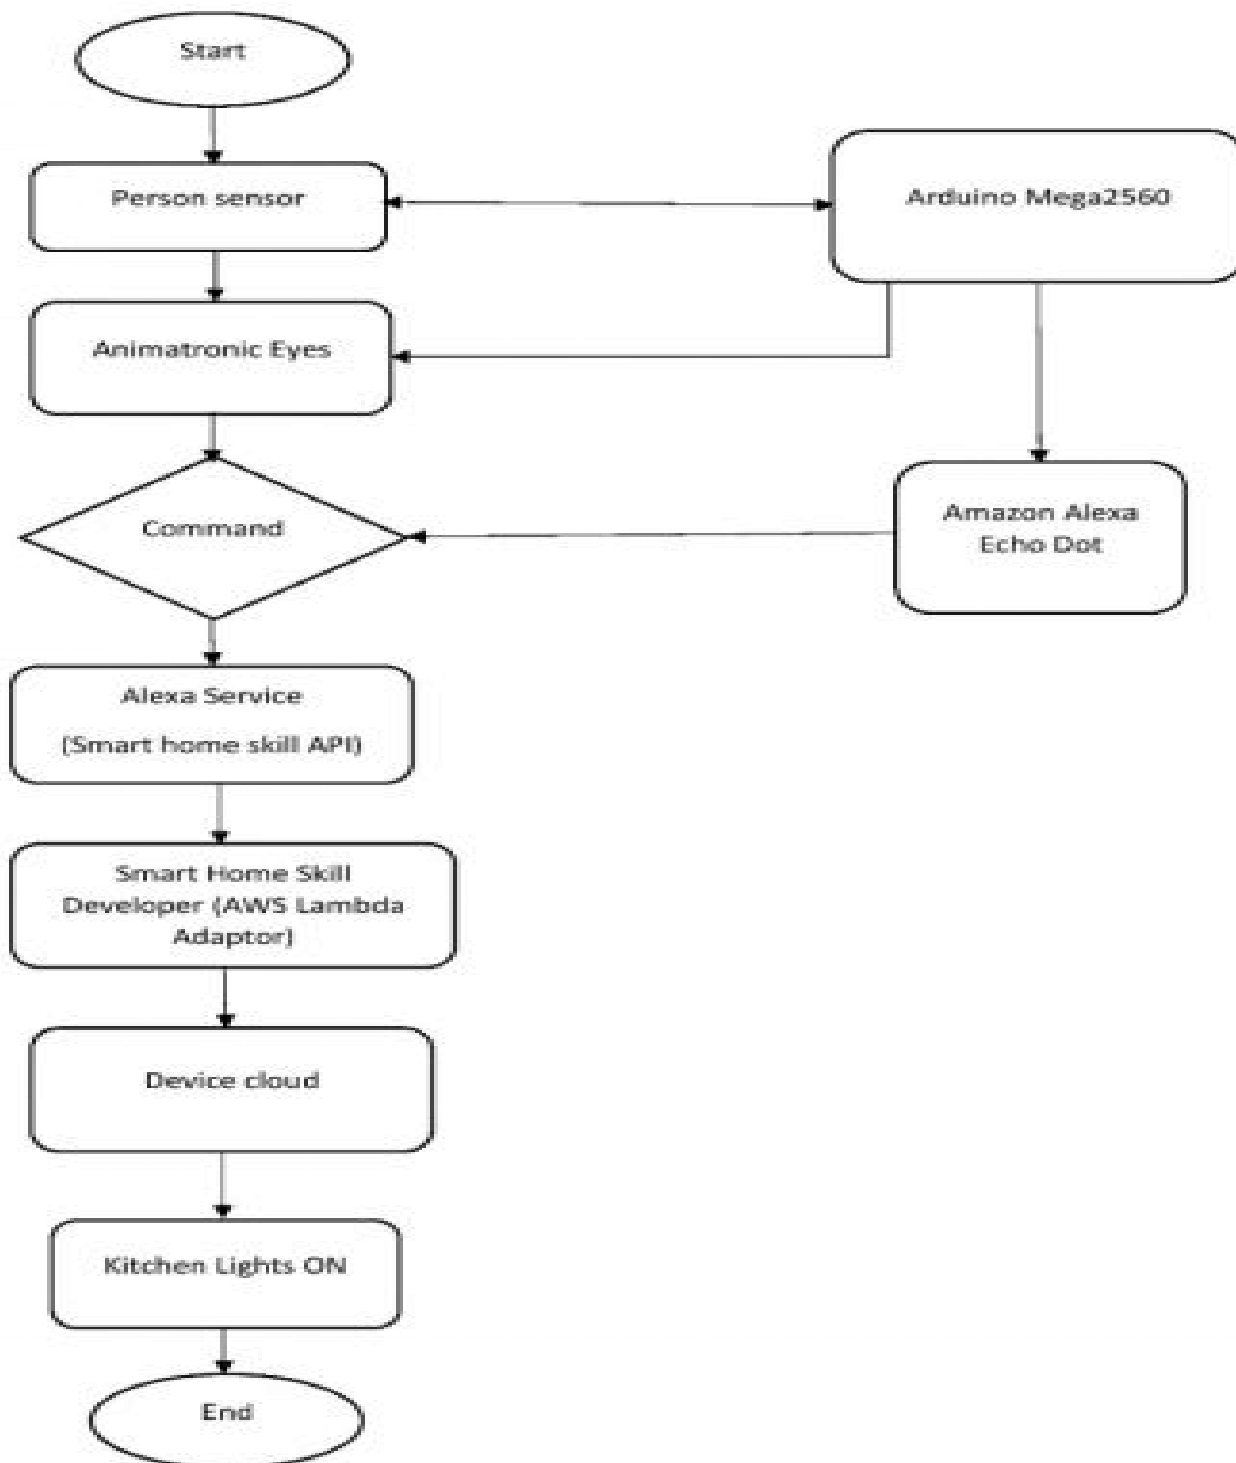 Start
Person sensor
Arduino Mega2560
Animatronic Eyes
Command
Amazon Alexa
Echo Dot
Alexa Service
(Smart home skill API)
Smart Home Skill
Developer (AWS Lambda
Adaptor)
Device cloud
Kitchen Lights ON
End